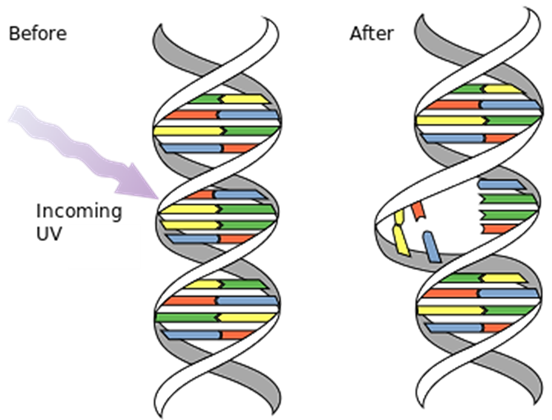 Before
After
Incoming
UV